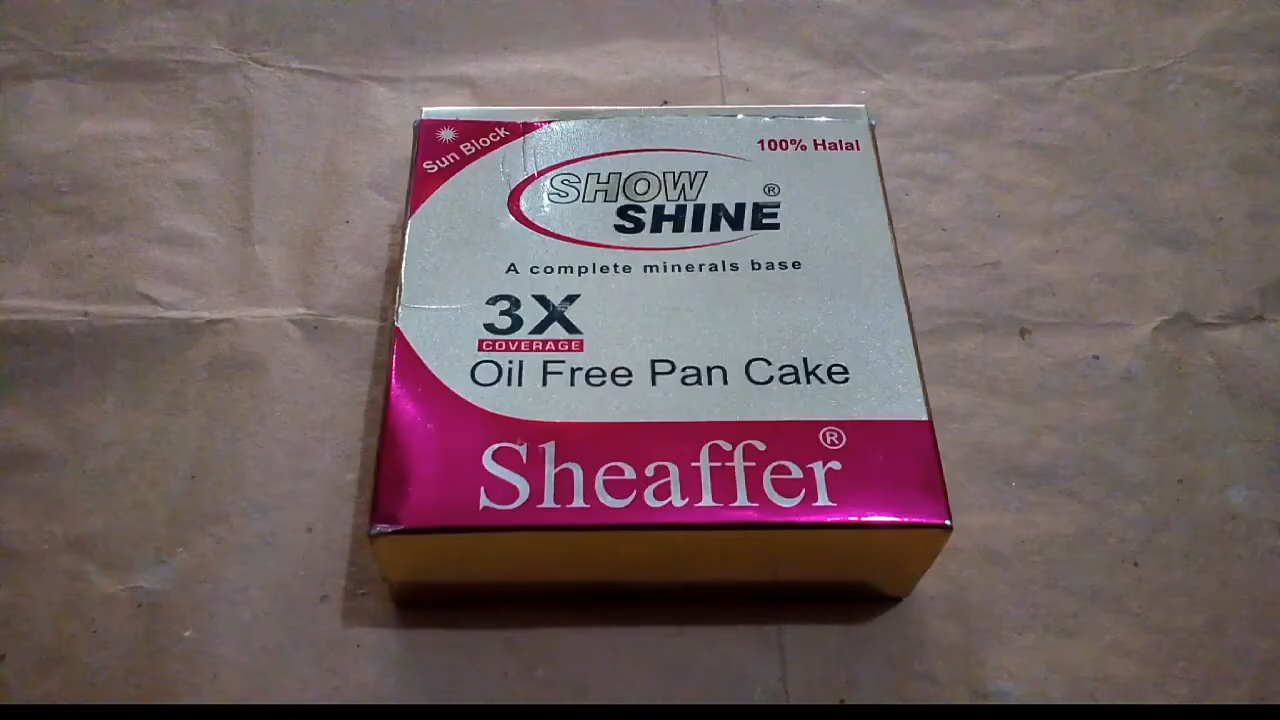 Sun Block
100% Halal
SHOW
SHINE®
A complete minerals base
3X
COVERAGE
Oil Free Pan Cake
Sheaffer®